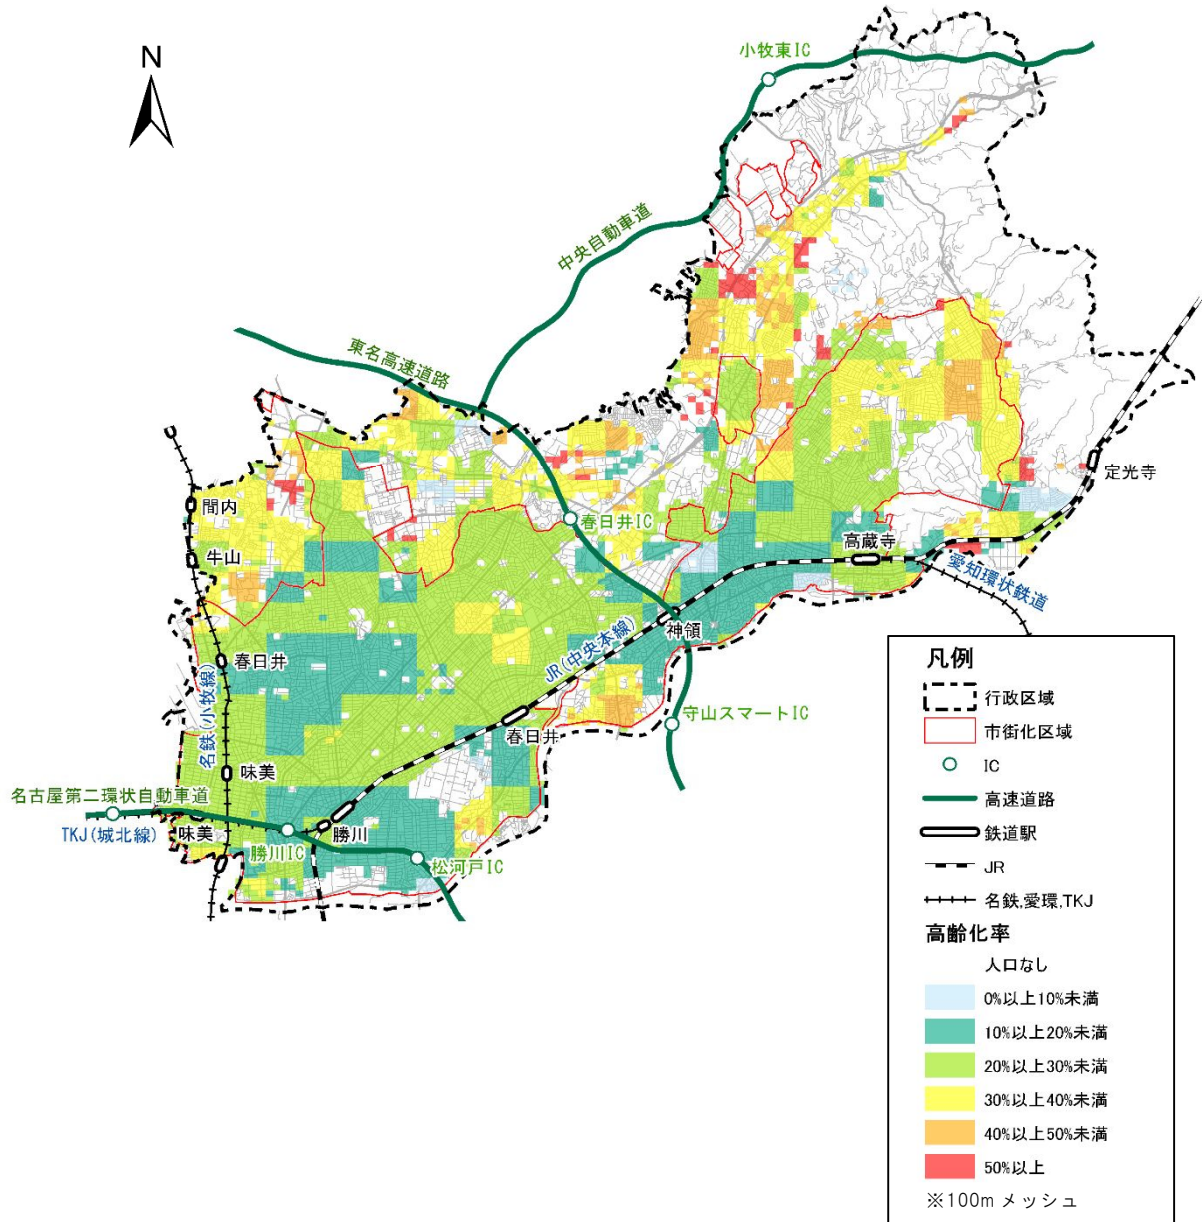 小牧東IC
N
中央自動車道
東名高速道路
定光寺
間内
春日井IC
牛山
高蔵寺
愛知環状鉄道
神領
JR(中央本線)
春日井
名鉄(小牧線)
守山スマートIC
春日井
味美
名古屋第二環状自動車道
TKJ(城北線)
味美
勝川
勝川IC
松河戸IC
凡例
行政区域
市街化区域
IC
高速道路
鉄道駅
JR
名鉄,愛環,TKJ
高齢化率
人口なし
0%以上10%未満
10%以上20%未満
20%以上30%未満
30%以上40%未満
40%以上50%未満
50%以上
※100m メッシュ